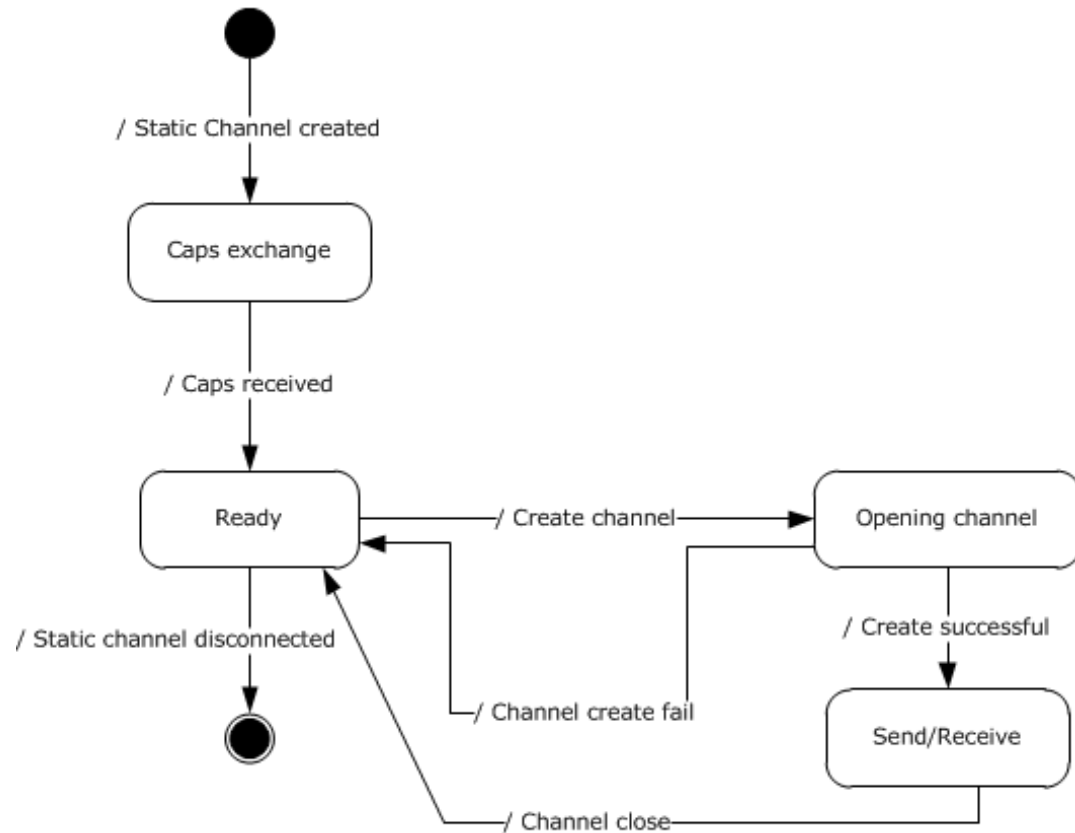 / Static Channel created
Caps exchange
/ Caps received
Ready
/ Create channel
Opening channel
/ Static channel disconnected
/ Create successful
/ Channel create fail
Send/Receive
/ Channel close